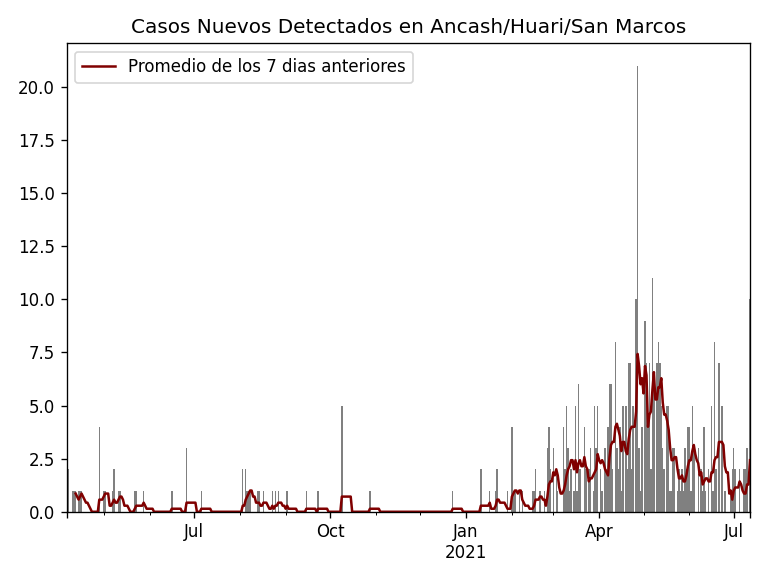 Casos Nuevos Detectados en Ancash/Huari/San Marcos
Promedio de los 7 dias anteriores
20.0
17.5
15.0
12.5
10.0
7.5
5.0
2.5
0.0
Jul
Oct
Jan
2021
Apr
Jul